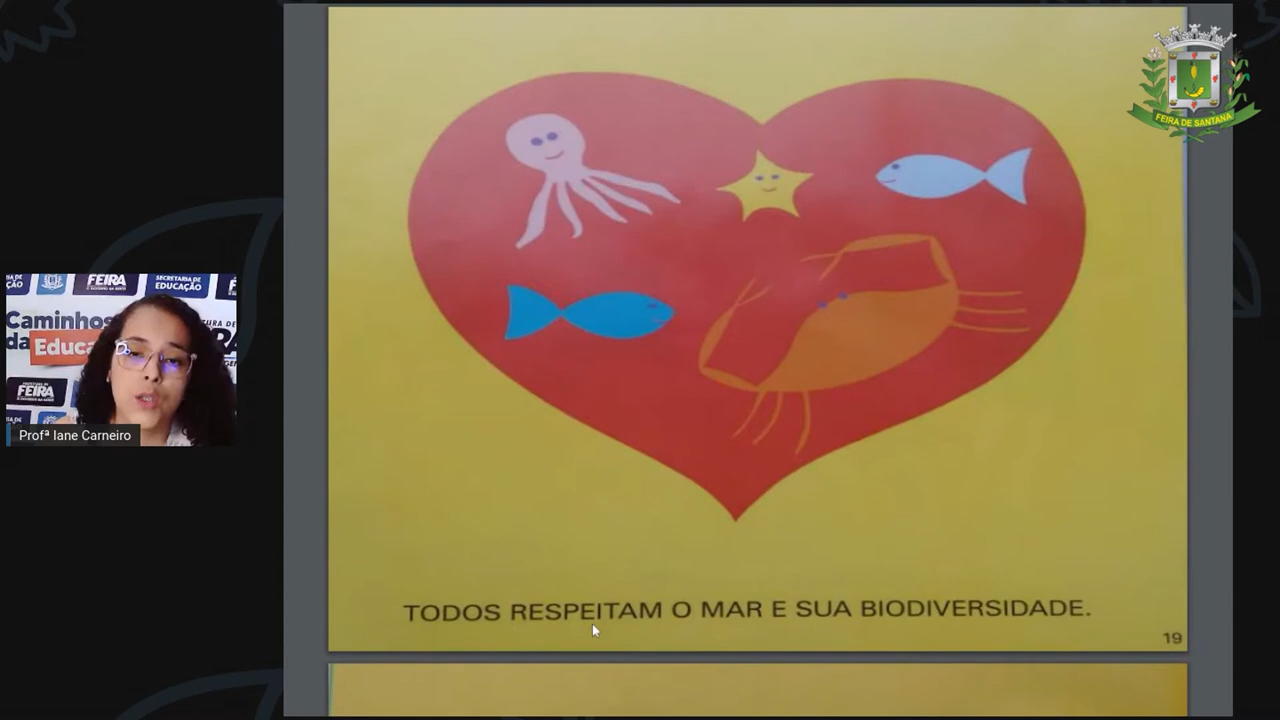 FEIRA DE SANTANA
TODOS RESPEITAM O MAR E SUA BIODIVERSIDADE.
19
FEIRA
SECRETARIA DE
EDUCAÇÃO
Caminhos
da Educa
FEIRA
Profª Iane Carneiro